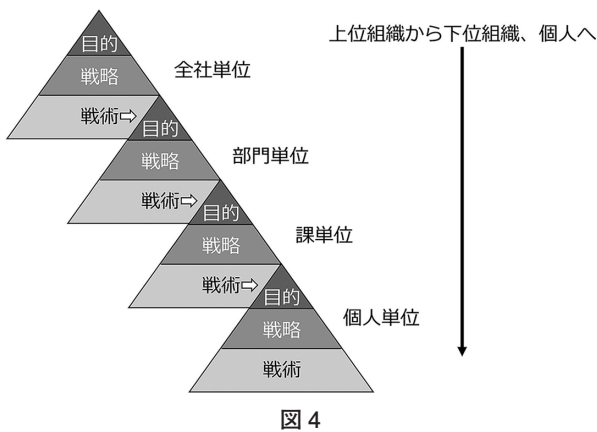 上位組織から下位組織、個人へ
目的
戦略
全社単位
戦術⇨
目的
戦略
部門単位
戦術⇨
目的
戦略
課単位
戦術⇨
目的
戦略
個人単位
戦術
図4